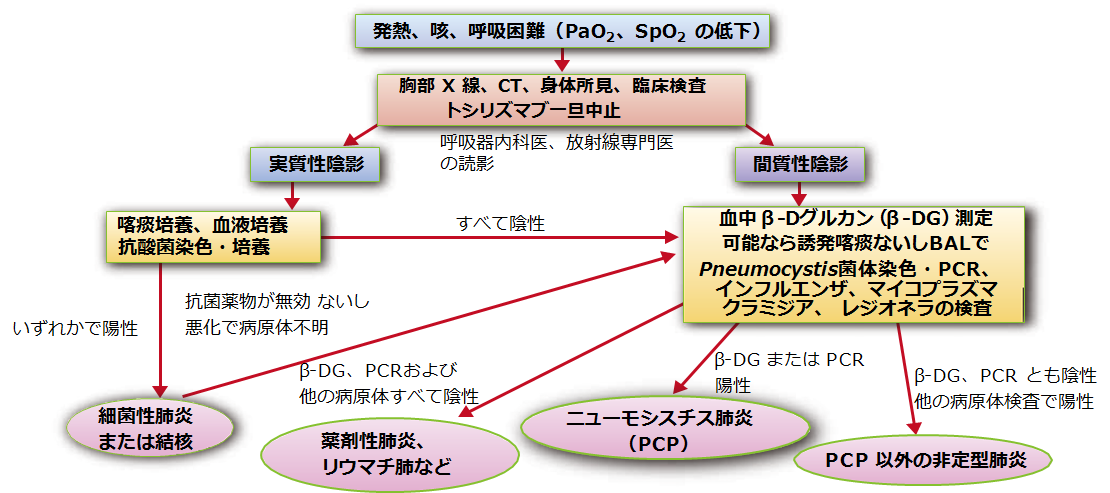 発熱、咳、呼吸困難（PaO2、SpO2 の低下）
胸部 X 線、CT、身体所見、臨床検査
トシリズマブ一旦中止
呼吸器内科医、放射線専門医
の読影
実質性陰影
間質性陰影
喀痰培養、血液培養
抗酸菌染色・培養
すべて陰性
血中 β-Dグルカン（β-DG）測定
可能なら誘発喀痰ないしBALで
Pneumocystis菌体染色・PCR、
インフルエンザ、マイコプラズマ
クラミジア、 レジオネラの検査
いずれかで陽性
抗菌薬物が無効 ないし
悪化で病原体不明
β-DG、PCRおよび
他の病原体すべて陰性
β-DG または PCR
陽性
β-DG、PCR とも陰性
他の病原体検査で陽性
細菌性肺炎
または結核
薬剤性肺炎、
リウマチ肺など
ニューモシスチス肺炎
（PCP）
PCP 以外の非定型肺炎